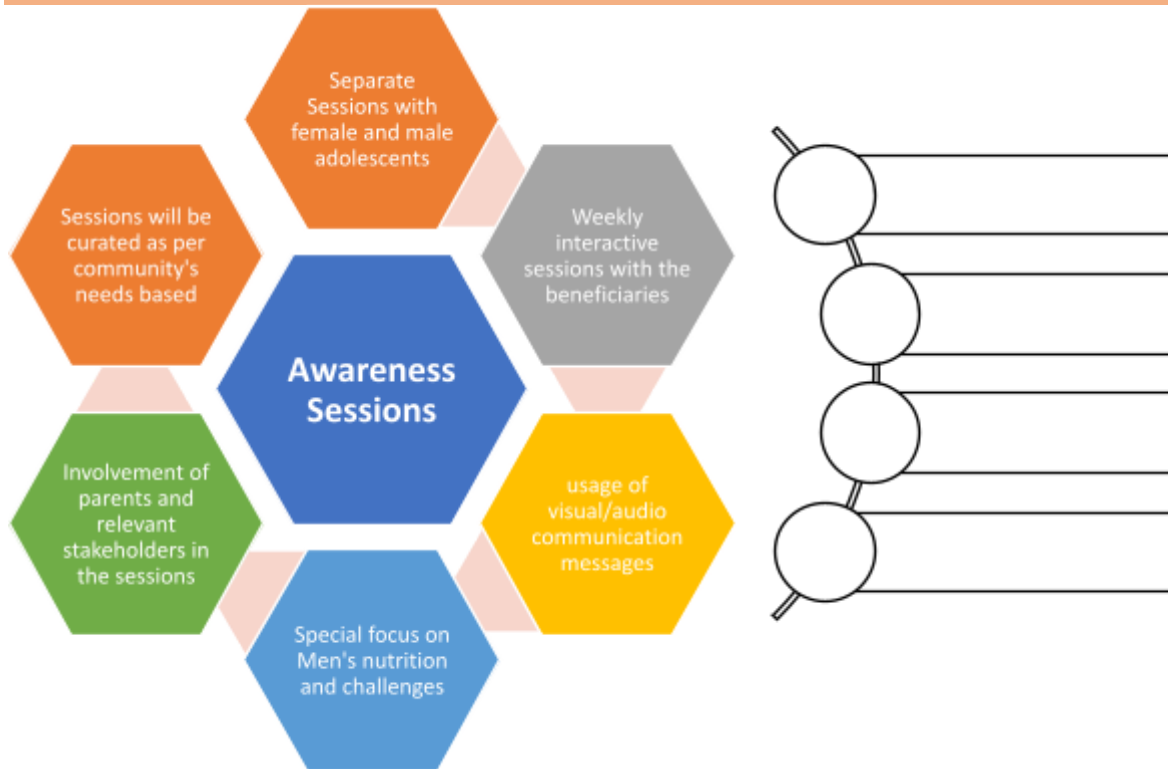 Separate
Sessions with
female and male
adolescents
Weekly
interactive
sessions with the
beneficiaries
usage of
visual/audio
communication
messages
Special focus on
Men's nutrition
and challenges
Involvement of
parents and
relevant
stakeholders in
the sessions
Sessions will be
curated as per
community's
needs based
Awareness
Sessions